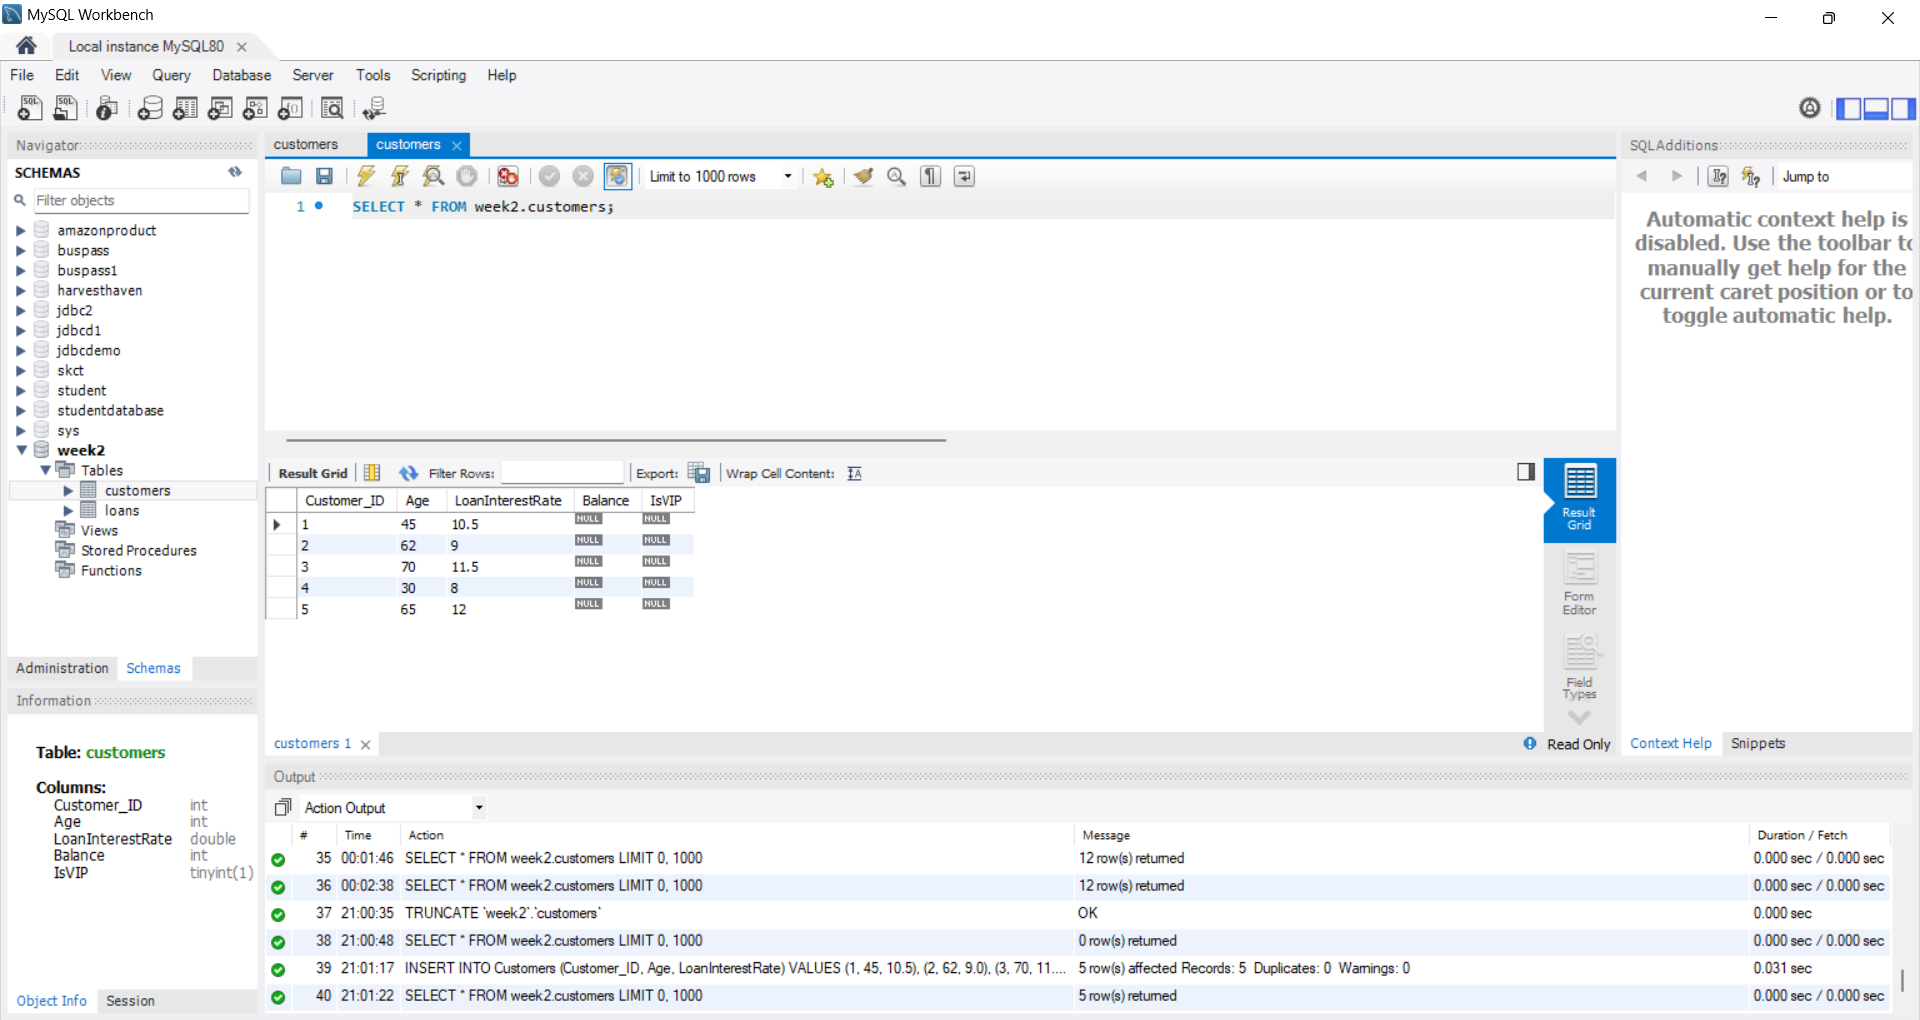 MySQL Workbench
Local instance MySQL80
File Edit View Query Database Server Tools Scripting Help
Navigator
SCHEMAS
Filter objects
amazonproduct
buspass
buspass1
harvesthaven
jdbc2
jdbcd1
jdbcdemo
skct
student
studentdatabase
sys
week2
Tables
customers
loans
Views
Stored Procedures
Functions
Administration Schemas
Information
Table: customers
Columns:
Customer_ID int
Age int
LoanInterestRate double
Balance int
IsVIP tinyint(1)
Object Info Session
customers customers
Limit to 1000 rows
1 SELECT * FROM week2.customers;
Result Grid Filter Rows: Export: Wrap Cell Content:
Customer_ID Age LoanInterestRate Balance IsVIP
1 45 10.5 NULL NULL
2 62 9 NULL NULL
3 70 11.5 NULL NULL
4 30 8 NULL NULL
5 65 12 NULL NULL
Result
Grid
Form
Editor
Field
Types
customers 1 Read Only
SQLAdditions
Jump to
Automatic context help is
disabled. Use the toolbar to
manually get help for the
current caret position or to
toggle automatic help.
Context Help Snippets
Output
Action Output
# Time Action Message Duration / Fetch
35 00:01:46 SELECT * FROM week2.customers LIMIT 0, 1000 12 row(s) returned 0.000 sec / 0.000 sec
36 00:02:38 SELECT * FROM week2.customers LIMIT 0, 1000 12 row(s) returned 0.000 sec / 0.000 sec
37 21:00:35 TRUNCATE `week2`.`customers` OK 0.000 sec
38 21:00:48 SELECT * FROM week2.customers LIMIT 0, 1000 0 row(s) returned 0.000 sec / 0.000 sec
39 21:01:17 INSERT INTO Customers (Customer_ID, Age, LoanInterestRate) VALUES (1, 45, 10.5), (2, 62, 9.0), (3, 70, 11.... 5 row(s) affected Records: 5 Duplicates: 0 Warnings: 0 0.031 sec
40 21:01:22 SELECT * FROM week2.customers LIMIT 0, 1000 5 row(s) returned 0.000 sec / 0.000 sec